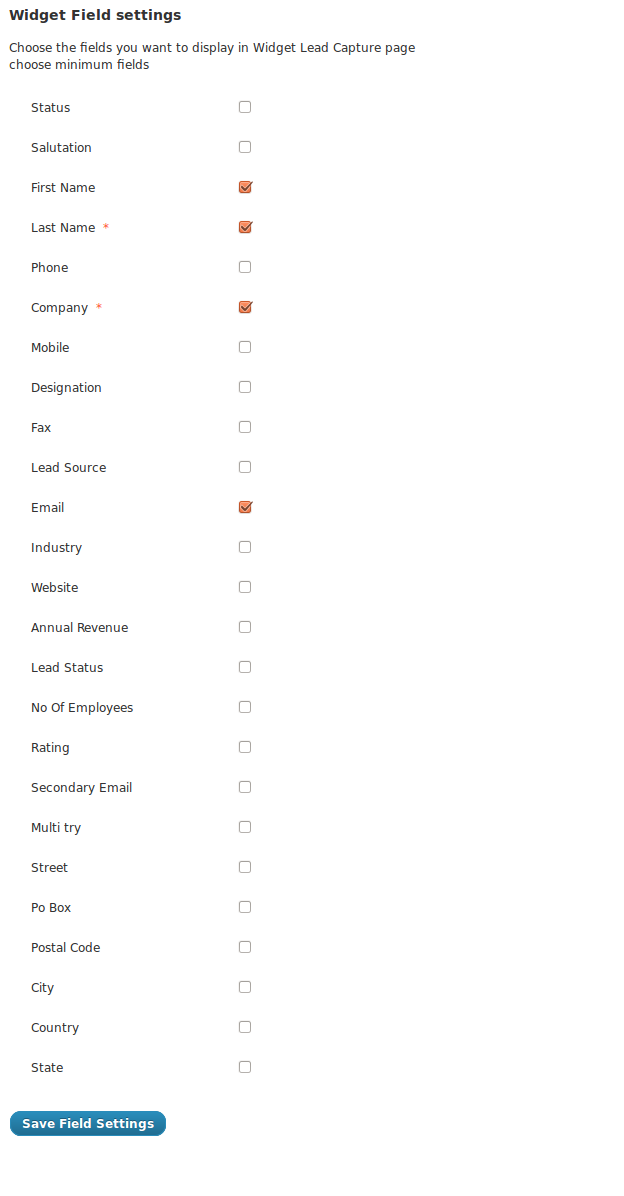 Widget Field settings
Choose the fields you want to display in Widget Lead Capture page
choose minimum fields
Status
Salutation
First Name
Last Name *
Phone
Company *
Mobile
Designation
Fax
Lead Source
Email
Industry
Website
Annual Revenue
Lead Status
No Of Employees
Rating
Secondary Email
Multi try
Street
Po Box
Postal Code
City
Country
State
Save Field Settings